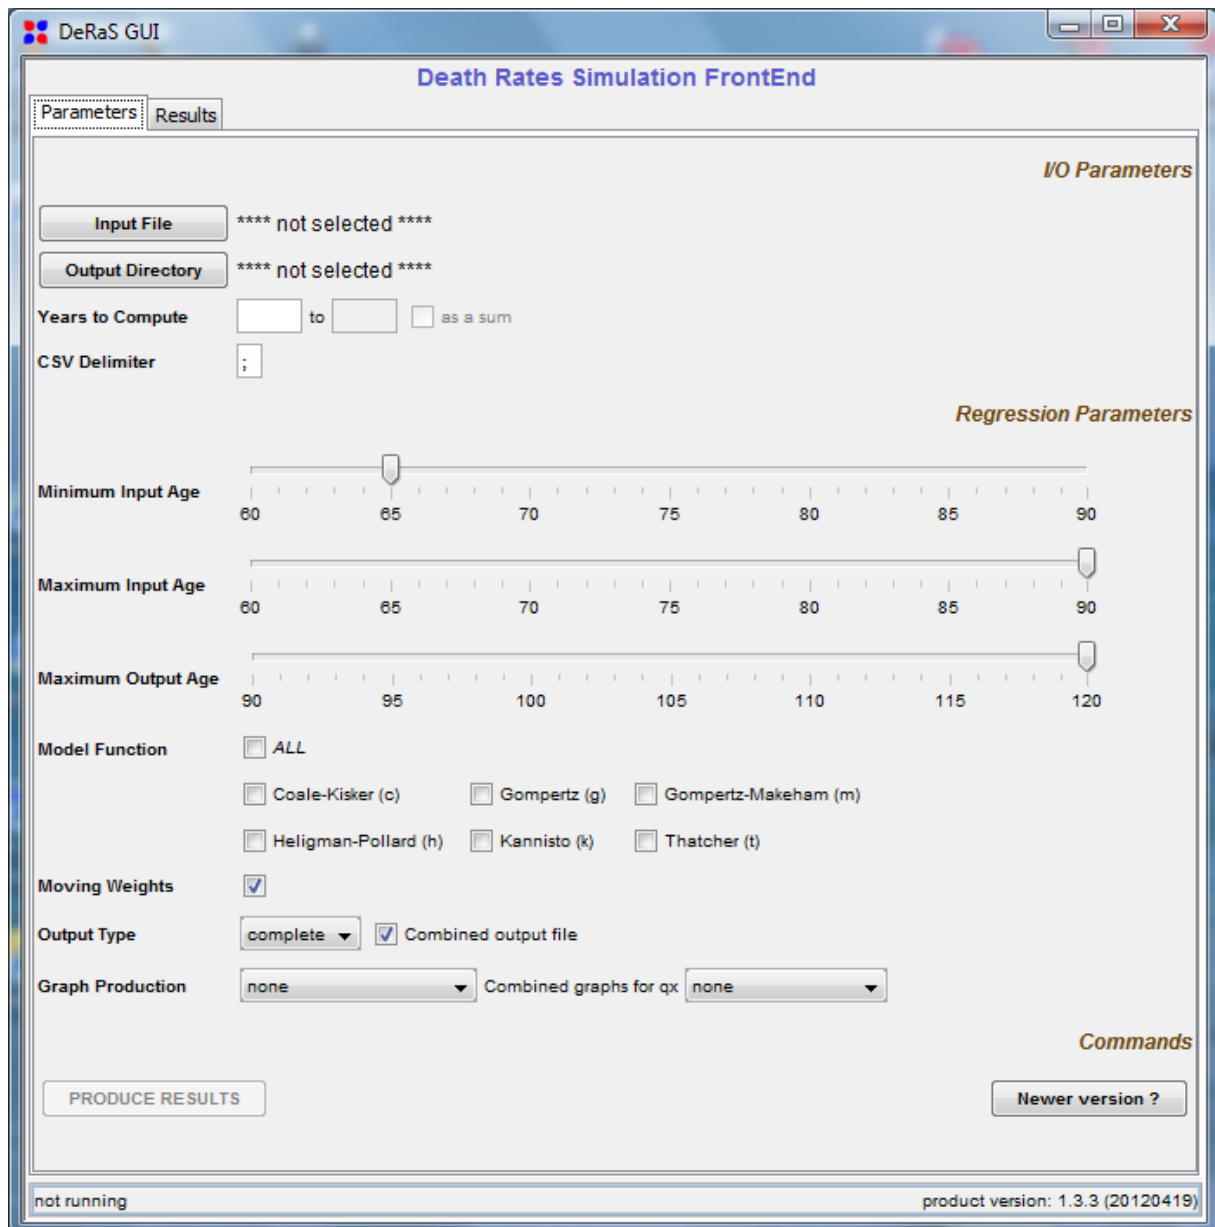 DeRaS GUI
Death Rates Simulation FrontEnd
Parameters Results
I/O Parameters
Input File **** not selected ****
Output Directory **** not selected ****
Years to Compute to as a sum
CSV Delimiter ;
Regression Parameters
Minimum Input Age
60 65 70 75 80 85 90
Maximum Input Age
60 65 70 75 80 85 90
Maximum Output Age
90 95 100 105 110 115 120
Model Function ALL
Coale-Kisker (c) Gompertz (g) Gompertz-Makeham (m)
Heligman-Pollard (h) Kannisto (k) Thatcher (t)
Moving Weights
Output Type complete Combined output file
Graph Production none Combined graphs for qx none
Commands
PRODUCE RESULTS Newer version ?
not running product version: 1.3.3 (20120419)